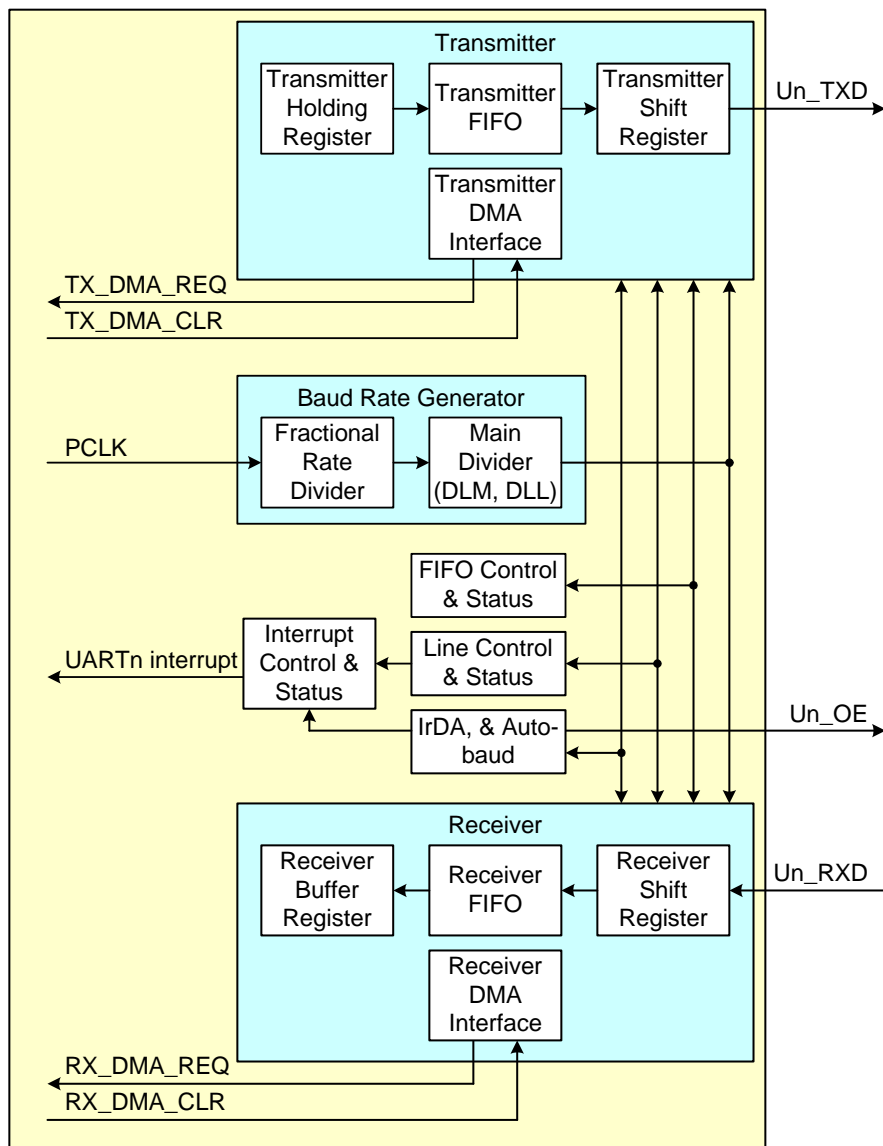 Transmitter
Transmitter
Holding
Register
Transmitter
FIFO
Transmitter
Shift
Register
Un_TXD
Transmitter
DMA
Interface
TX_DMA_REQ
TX_DMA_CLR
Baud Rate Generator
PCLK
Fractional
Rate
Divider
Main
Divider
(DLM, DLL)
FIFO Control
& Status
UARTn interrupt
Interrupt
Control &
Status
Line Control
& Status
IrDA, & Auto-
baud
Un_OE
Receiver
Receiver
Buffer
Register
Receiver
FIFO
Receiver
Shift
Register
Un_RXD
Receiver
DMA
Interface
RX_DMA_REQ
RX_DMA_CLR